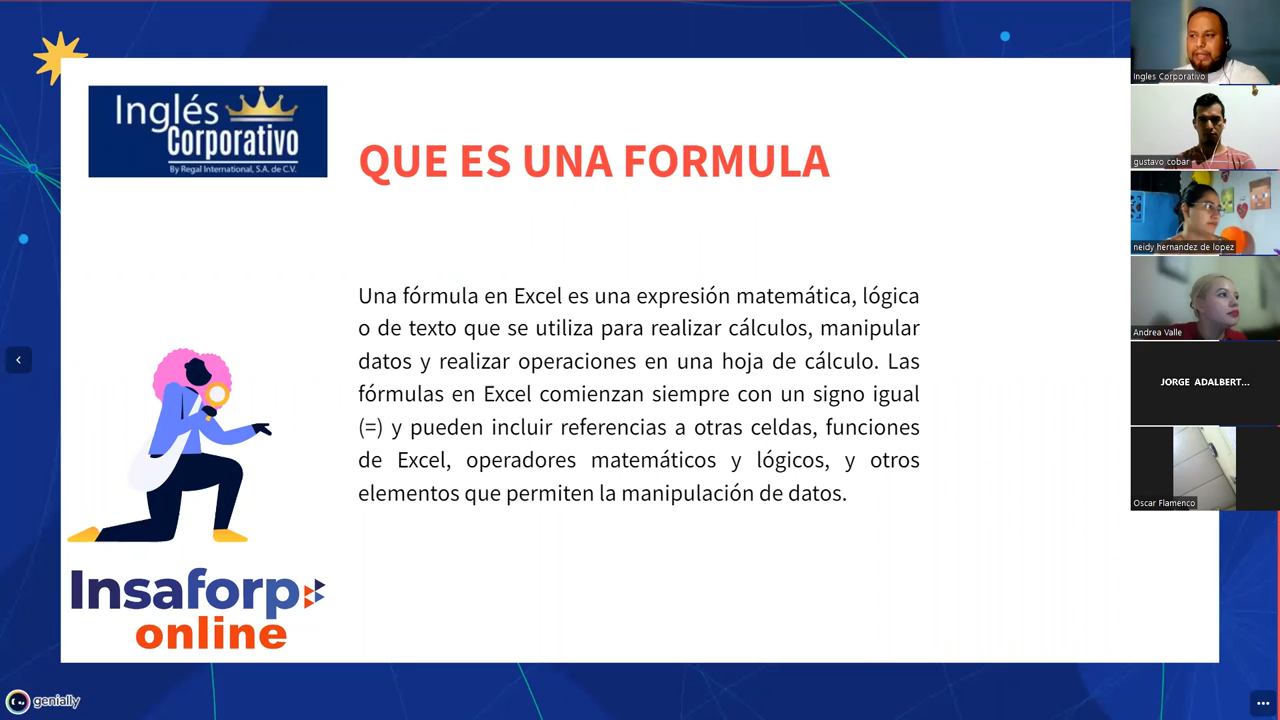 Inglés
Corporativo
By Regal International, S.A. de C.V.
QUE ES UNA FORMULA
Una fórmula en Excel es una expresión matemática, lógica
o de texto que se utiliza para realizar cálculos, manipular
datos y realizar operaciones en una hoja de cálculo. Las
fórmulas en Excel comienzan siempre con un signo igual
(=) y pueden incluir referencias a otras celdas, funciones
de Excel, operadores matemáticos y lógicos, y otros
elementos que permiten la manipulación de datos.
Insaforp
online
genially
Ingles Corporativo
gustavo cobar
neidy hernandez de lopez
Andrea Valle
JORGE ADALBERT...
Oscar Flamenco